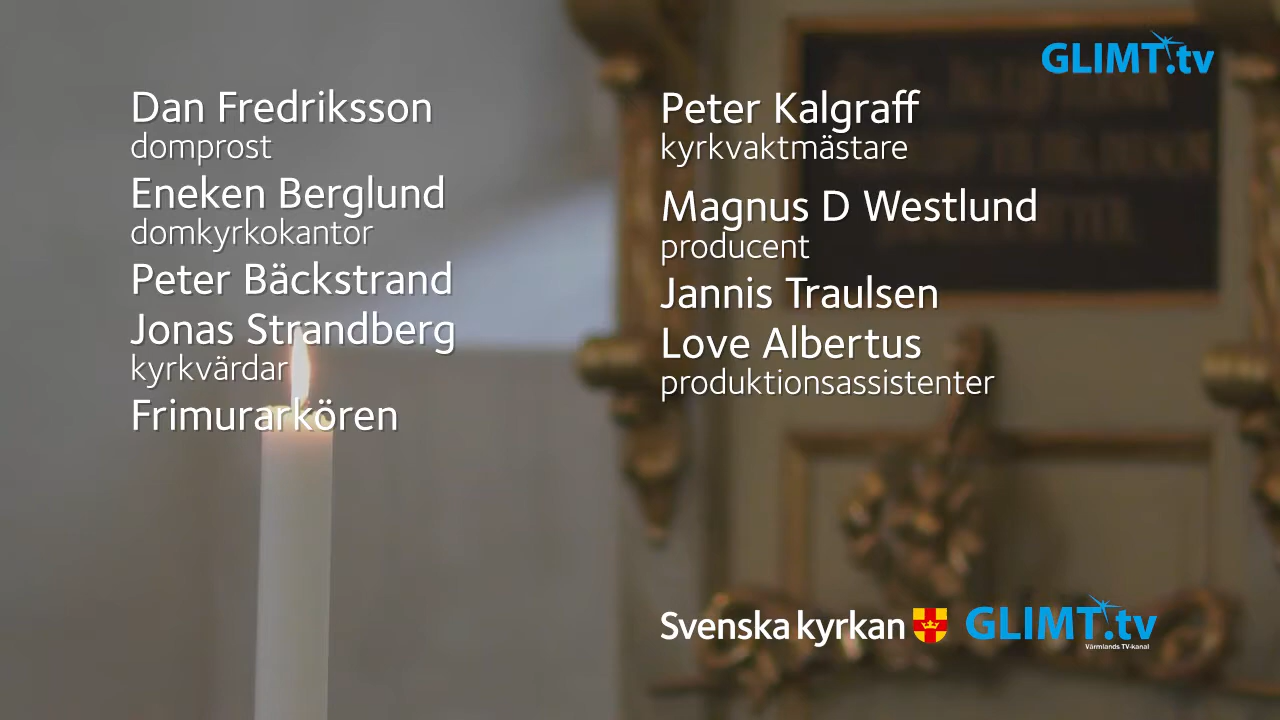 GLIMT.tv
Dan Fredriksson
domprost
Eneken Berglund
domkyrkokantor
Peter Bäckstrand
Jonas Strandberg
kyrkvärdar
Frimurarkören
Peter Kalgraff
kyrkvaktmästare
Magnus D Westlund
producent
Jannis Traulsen
Love Albertus
produktionsassistenter
Svenska kyrkan
GLIMT.tv
Värmlands TV-kanal